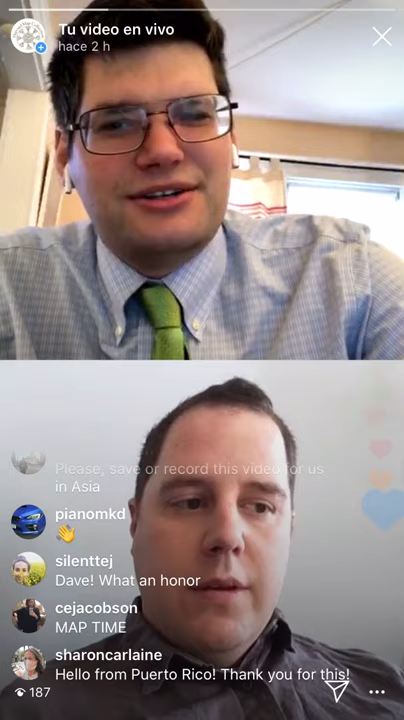 Tu video en vivo
hace 2 h
Please, save or record this video for us
in Asia
pianomkd
silenttej
Dave! What an honor
cejacobson
MAP TIME
sharoncarlaine
Hello from Puerto Rico! Thank you for this!
187